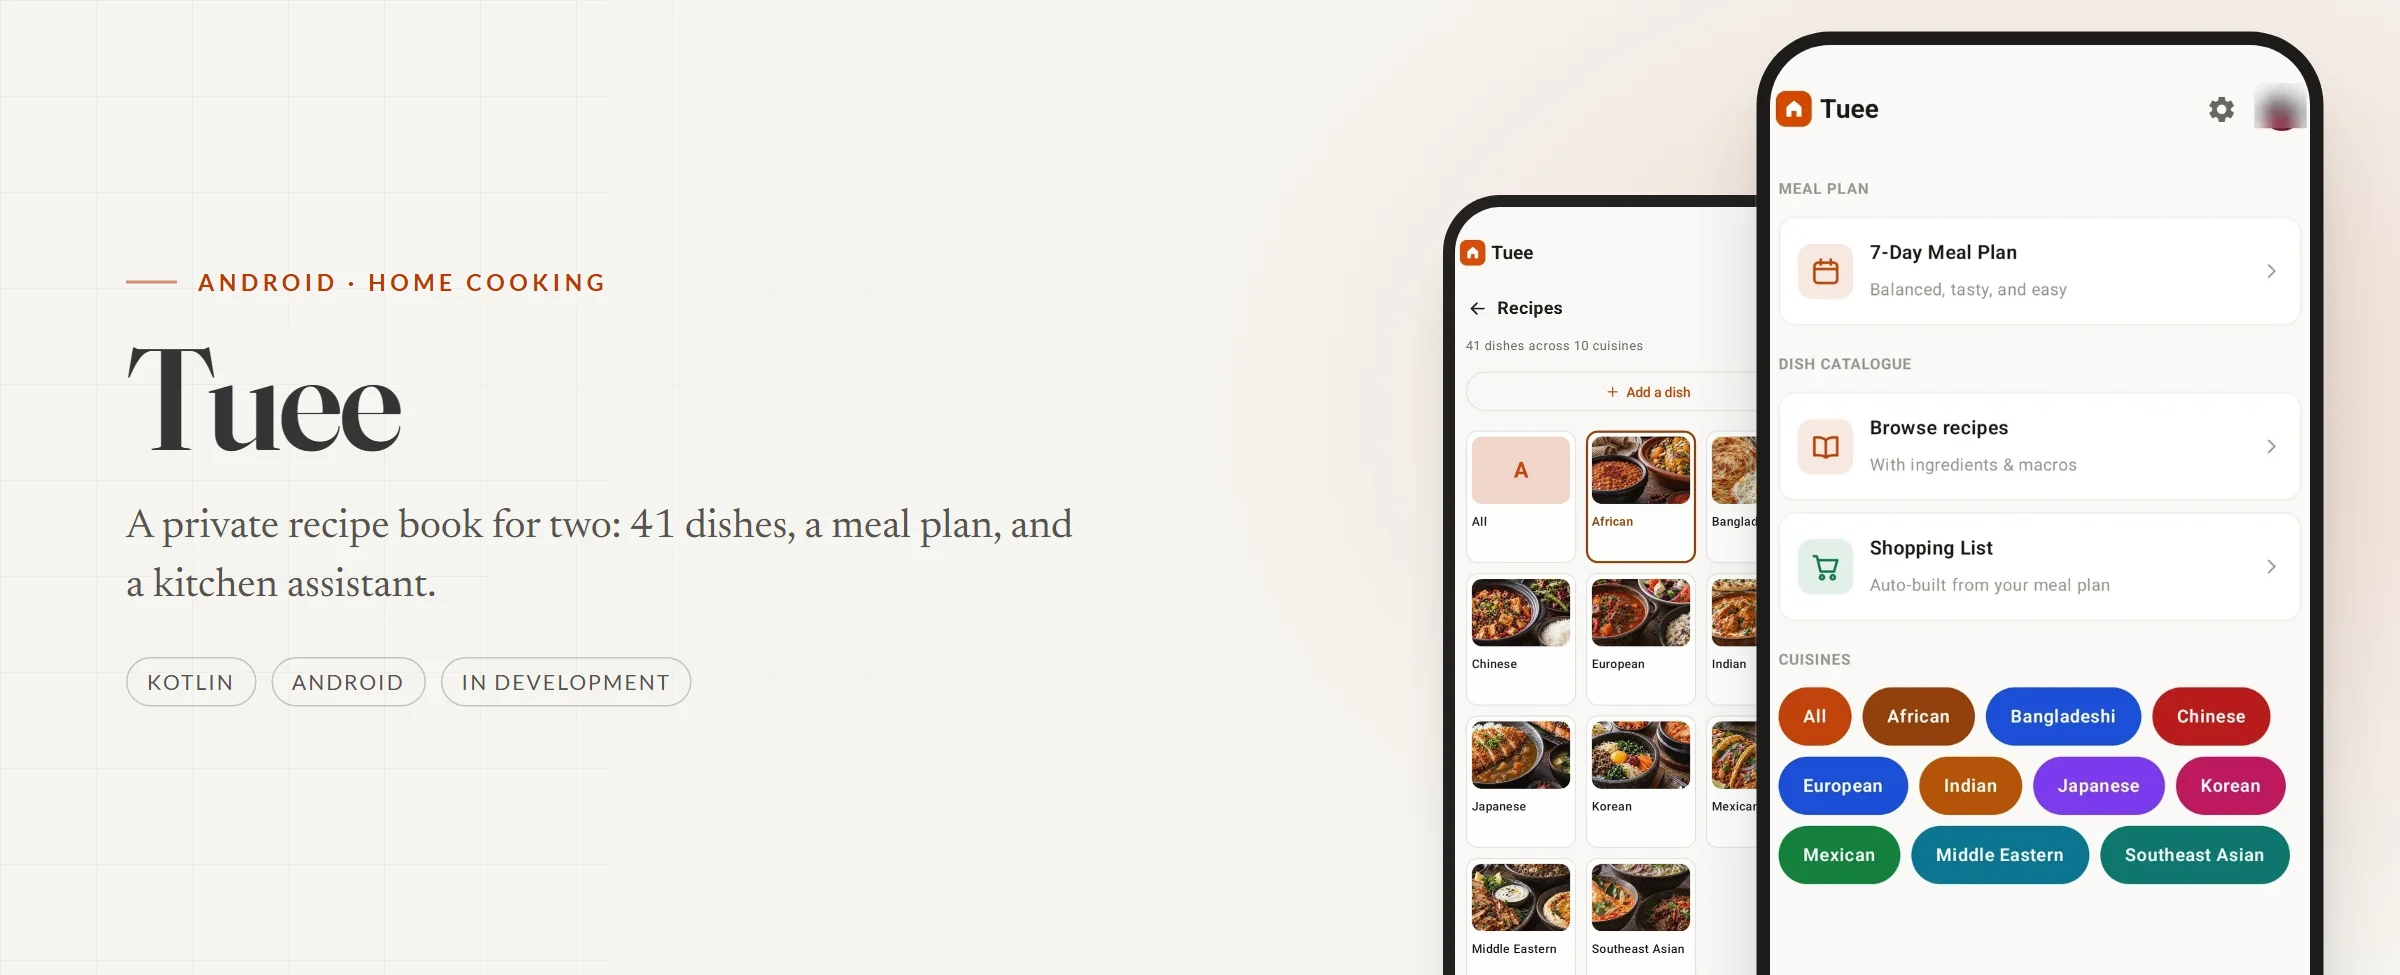 ANDROID · HOME COOKING
Tuee
A private recipe book for two: 41 dishes, a meal plan, and
a kitchen assistant.
KOTLIN
ANDROID
IN DEVELOPMENT
Tuee
Recipes
41 dishes across 10 cuisines
+ Add a dish
A
All
African
Banglad
Chinese
European
Indian
Japanese
Korean
Mexican
Middle Eastern
Southeast Asian
Tuee
MEAL PLAN
7-Day Meal Plan
Balanced, tasty, and easy
DISH CATALOGUE
Browse recipes
With ingredients & macros
Shopping List
Auto-built from your meal plan
CUISINES
All
African
Bangladeshi
Chinese
European
Indian
Japanese
Korean
Mexican
Middle Eastern
Southeast Asian